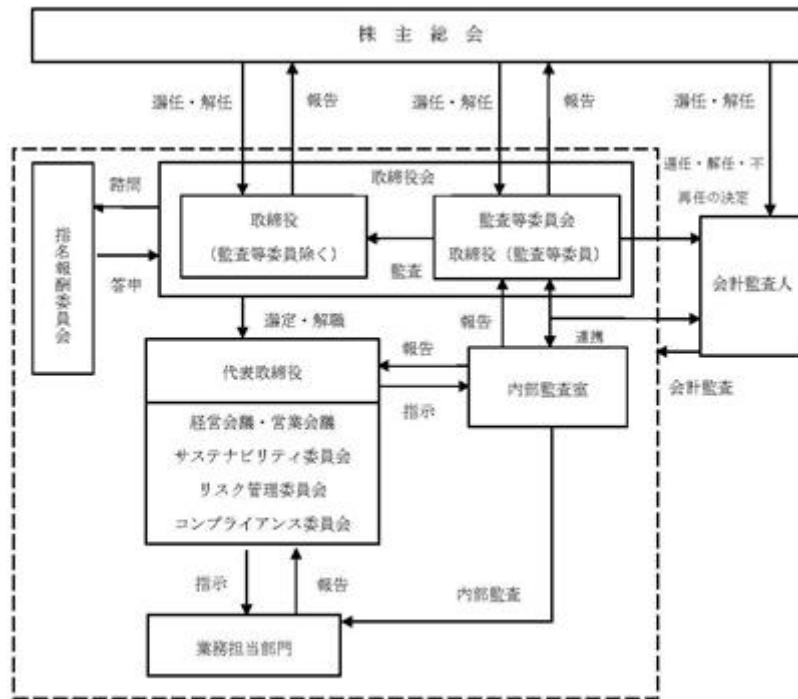 株主総会
選任・解任
報告
選任・解任
報告
選任・解任
選任・解任・不
再任の決定
指名報酬委員会
諮問
答申
取締役会
取締役
(監査等委員除く)
監査等委員会
取締役(監査等委員)
監査
会計監査人
選定・解職
報告
連携
代表取締役
報告
指示
内部監査室
会計監査
経営会議・営業会議
サステナビリティ委員会
リスク管理委員会
コンプライアンス委員会
指示
報告
内部監査
業務担当部門